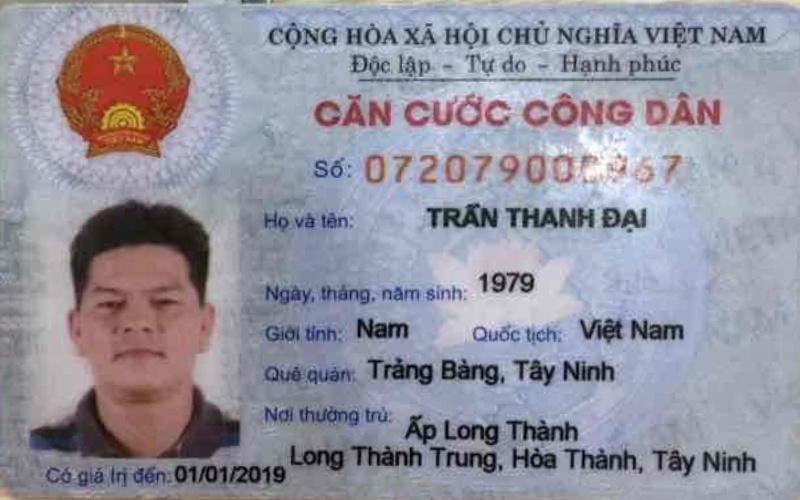 CỘNG HÒA XÃ HỘI CHỦ NGHĨA VIỆT NAM
Độc lập - Tự do - Hạnh phúc
CĂN CƯỚC CÔNG DÂN
Số:
Họ và tên: TRẦN THANH ĐẠI
Ngày, tháng, năm sinh: 1979
Giới tính: Nam Quốc tịch: Việt Nam
Quê quán: Trảng Bàng, Tây Ninh
Nơi thường trú: Ấp Long Thành
Long Thành Trung, Hòa Thành, Tây Ninh
Có giá trị đến: 01/01/2019